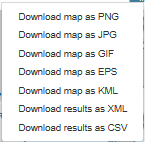 Download map as PNG
Download map as JPG
Download map as GIF
Download map as EPS
Download map as KML
Download results as XML
Download results as CSV